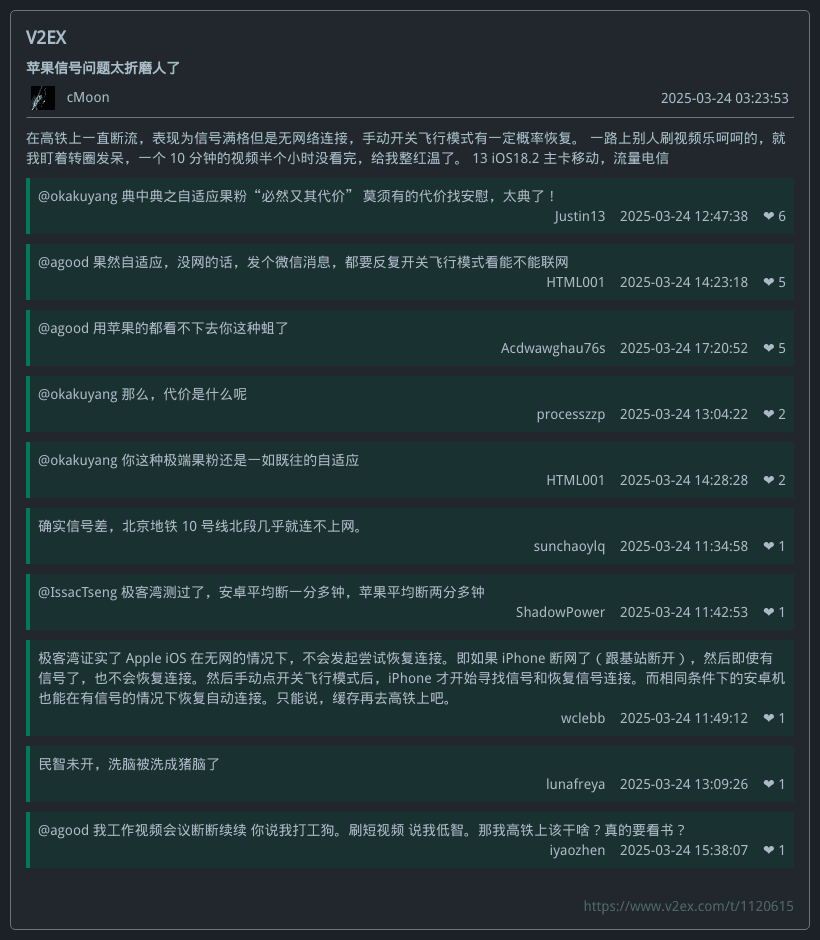 V2EX
苹果信号问题太折磨人了
cMoon
2025-03-24 03:23:53
在高铁上一直断流，表现为信号满格但是无网络连接，手动开关飞行模式有一定概率恢复。 一路上别人刷视频乐呵呵的，就
我盯着转圈发呆，一个 10 分钟的视频半个小时没看完，给我整红温了。 13 iOS18.2 主卡移动，流量电信
@okakuyang 典中典之自适应果粉“必然又其代价” 莫须有的代价找安慰，太典了！
Justin13 2025-03-24 12:47:38 ❤ 6
@agood 果然自适应，没网的话，发个微信消息，都要反复开关飞行模式看能不能联网
HTML001 2025-03-24 14:23:18 ❤ 5
@agood 用苹果的都看不下去你这种蛆了
Acdwawghau76s 2025-03-24 17:20:52 ❤ 5
@okakuyang 那么，代价是什么呢
processzzp 2025-03-24 13:04:22 ❤ 2
@okakuyang 你这种极端果粉还是一如既往的自适应
HTML001 2025-03-24 14:28:28 ❤ 2
确实信号差，北京地铁 10 号线北段几乎就连不上网。
sunchaoylq 2025-03-24 11:34:58 ❤ 1
@IssacTseng 极客湾测过了，安卓平均断一分多钟，苹果平均断两分多钟
ShadowPower 2025-03-24 11:42:53 ❤ 1
极客湾证实了 Apple iOS 在无网的情况下，不会发起尝试恢复连接。即如果 iPhone 断网了（跟基站断开），然后即使有
信号了，也不会恢复连接。然后手动点开关飞行模式后，iPhone 才开始寻找信号和恢复信号连接。而相同条件下的安卓机
也能在有信号的情况下恢复自动连接。只能说，缓存再去高铁上吧。
wclebb 2025-03-24 11:49:12 ❤ 1
民智未开，洗脑被洗成猪脑了
lunafreya 2025-03-24 13:09:26 ❤ 1
@agood 我工作视频会议断断续续 你说我打工狗。刷短视频 说我低智。那我高铁上该干啥？真的要看书？
iyaozhen 2025-03-24 15:38:07 ❤ 1
https://www.v2ex.com/t/1120615